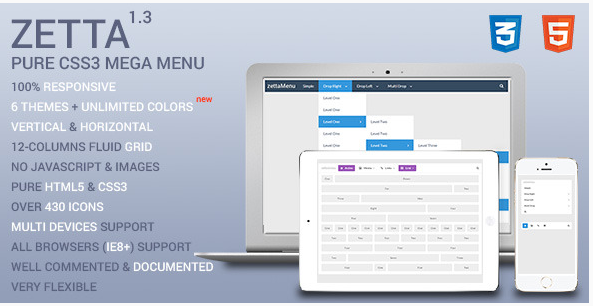 ZETTA 1.3
PURE CSS3 MEGA MENU
100% RESPONSIVE
6 THEMES + UNLIMITED COLORS new
VERTICAL & HORIZONTAL
12-COLUMNS FLUID GRID
NO JAVASCRIPT & IMAGES
PURE HTML5 & CSS3
OVER 430 ICONS
MULTI DEVICES SUPPORT
ALL BROWSERS (IE8+) SUPPORT
WELL COMMENTED & DOCUMENTED
VERY FLEXIBLE
3 5
zettaMenu Simple Drop Right Drop Left Multi Drop
Level One
Level One
Level One Level Two
Level One Level Two
Level One Level Two Level Three